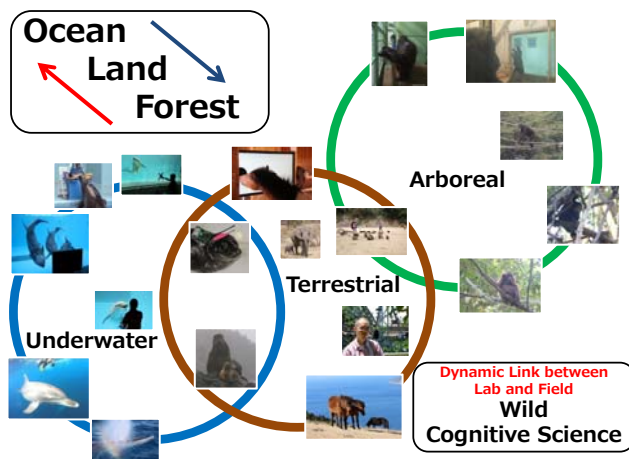 Ocean
Land
Forest
Arboreal
Terrestrial
Underwater
Dynamic Link between
Lab and Field
Wild
Cognitive Science